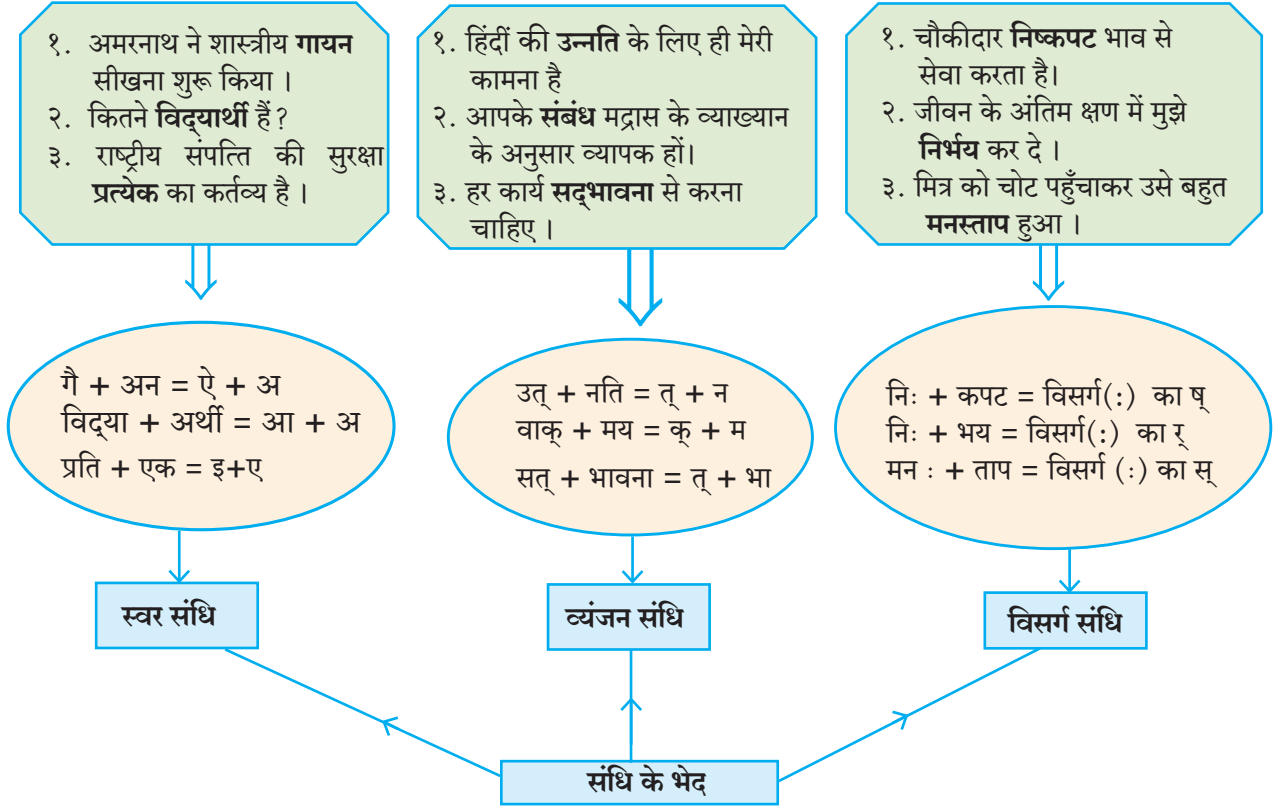 १. अमरनाथ ने शास्त्रीय गायन
सीखना शुरू किया ।
२. कितने विद्‌यार्थी हैं?
३. राष्ट्रीय संपत्ति की सुरक्षा
प्रत्येक का कर्तव्य है ।
१. हिंदीं की उन्नति के लिए ही मेरी
कामना है
२. आपके संबंध मद्रास के व्याख्यान
के अनुसार व्यापक हों।
३. हर कार्य सद्‌भावना से करना
चाहिए ।
१. चौकीदार निष्कपट भाव से
सेवा करता है।
२. जीवन के अंतिम क्षण में मुझे
निर्भय कर दे ।
३. मित्र को चोट पहुँचाकर उसे बहुत
मनस्ताप हुआ ।
गै + अन = ऐ + अ
विद्‌या + अर्थी = आ + अ
प्रति + एक = इ+ए
उत् + नति = त् + न
वाक् + मय = क् + म
सत् + भावना = त् + भा
निः + कपट = विसर्ग(:) का ष्
निः + भय = विसर्ग(:) का र्
मन : + ताप = विसर्ग (:) का स्
स्वर संधि
व्यंजन संधि
विसर्ग संधि
संधि के भेद